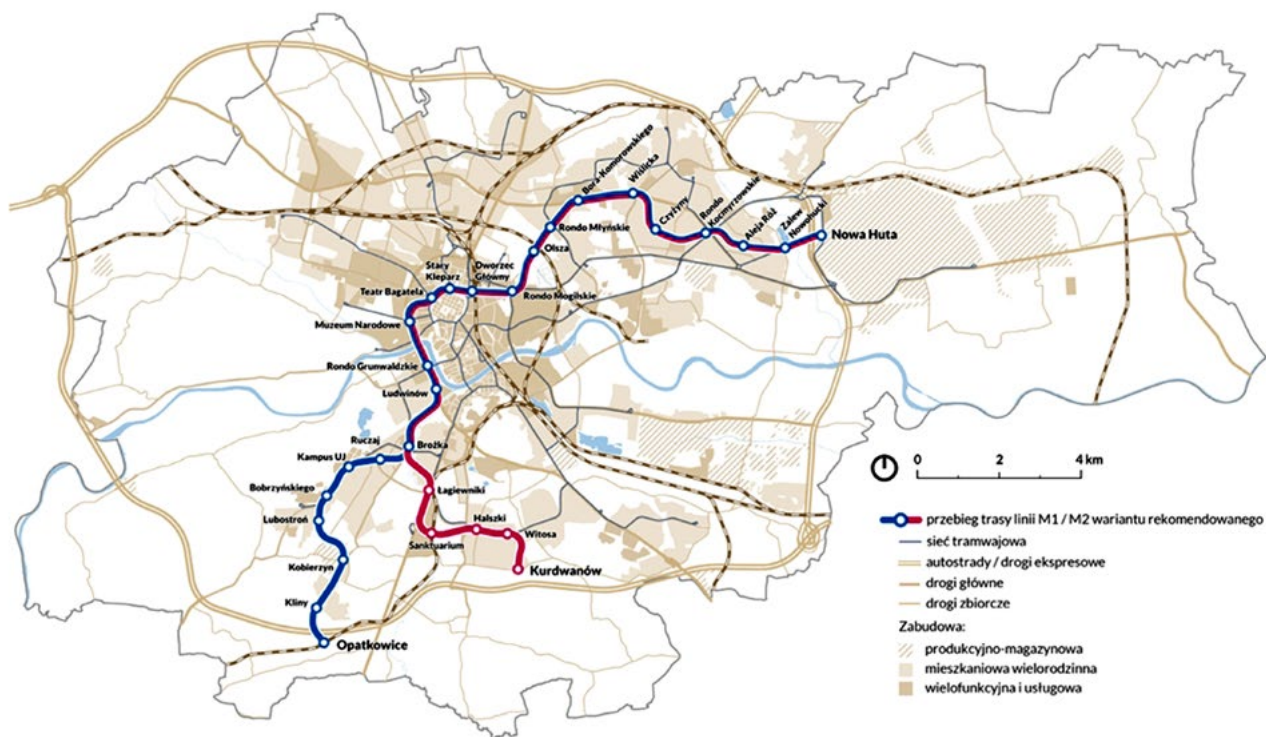 Bora-Komorowskiego
Wiślicka
Czyżyny
Rondo
Kocmyrzowskie
Aleja Róż
Zalew
Nowohucki
Nowa Huta
Rondo Młyńskie
Olsza
Stary
Kleparz
Dworzec
Główny
Teatr Bagatela
Rondo Mogilskie
Muzeum Narodowe
Rondo Grunwaldzkie
Ludwinów
Ruczaj
Brożka
Kampus UJ
Bobrzyńskiego
Łagiewniki
Lubostroń
Halszki
Sanktuarium
Witosa
Kobierzyn
Kurdwanów
Kliny
Opatkowice
0 2 4 km
przebieg trasy linii M1 / M2 wariantu rekomendowanego
sieć tramwajowa
autostrady / drogi ekspresowe
drogi główne
drogi zbiorcze
Zabudowa:
produkcyjno-magazynowa
mieszkaniowa wielorodzinna
wielofunkcyjna i usługowa